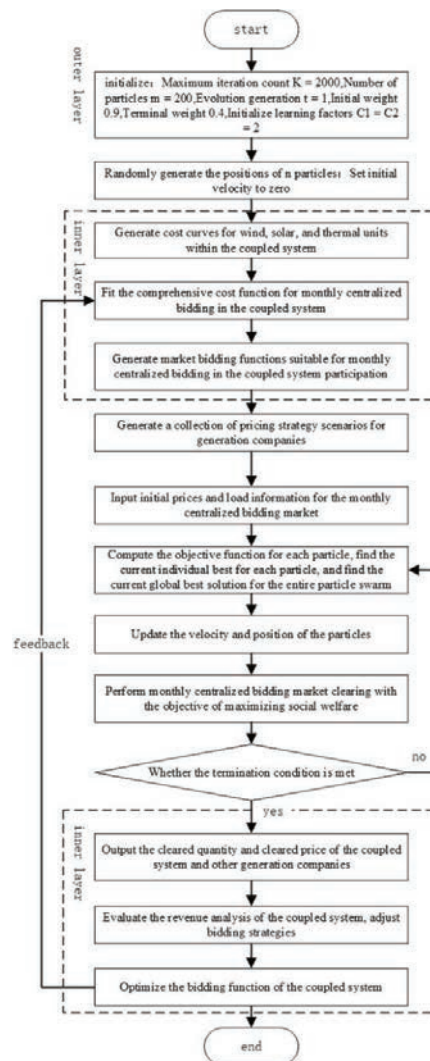 start
outer layer
initialize：Maximum iteration count K = 2000,Number of
particles m = 200,Evolution generation t = 1,Initial weight
0.9,Terminal weight 0.4,Initialize learning factors C1 = C2
= 2
Randomly generate the positions of n particles：Set initial
velocity to zero
inner layer
Generate cost curves for wind, solar, and thermal units
within the coupled system
Fit the comprehensive cost function for monthly centralized
bidding in the coupled system
Generate market bidding functions suitable for monthly
centralized bidding in the coupled system participation
Generate a collection of pricing strategy scenarios for
generation companies
Input initial prices and load information for the monthly
centralized bidding market
Compute the objective function for each particle, find the
current individual best for each particle, and find the
current global best solution for the entire particle swarm
feedback
Update the velocity and position of the particles
Perform monthly centralized bidding market clearing with
the objective of maximizing social welfare
Whether the termination condition is met
no
yes
inner layer
Output the cleared quantity and cleared price of the coupled
system and other generation companies
Evaluate the revenue analysis of the coupled system, adjust
bidding strategies
Optimize the bidding function of the coupled system
end